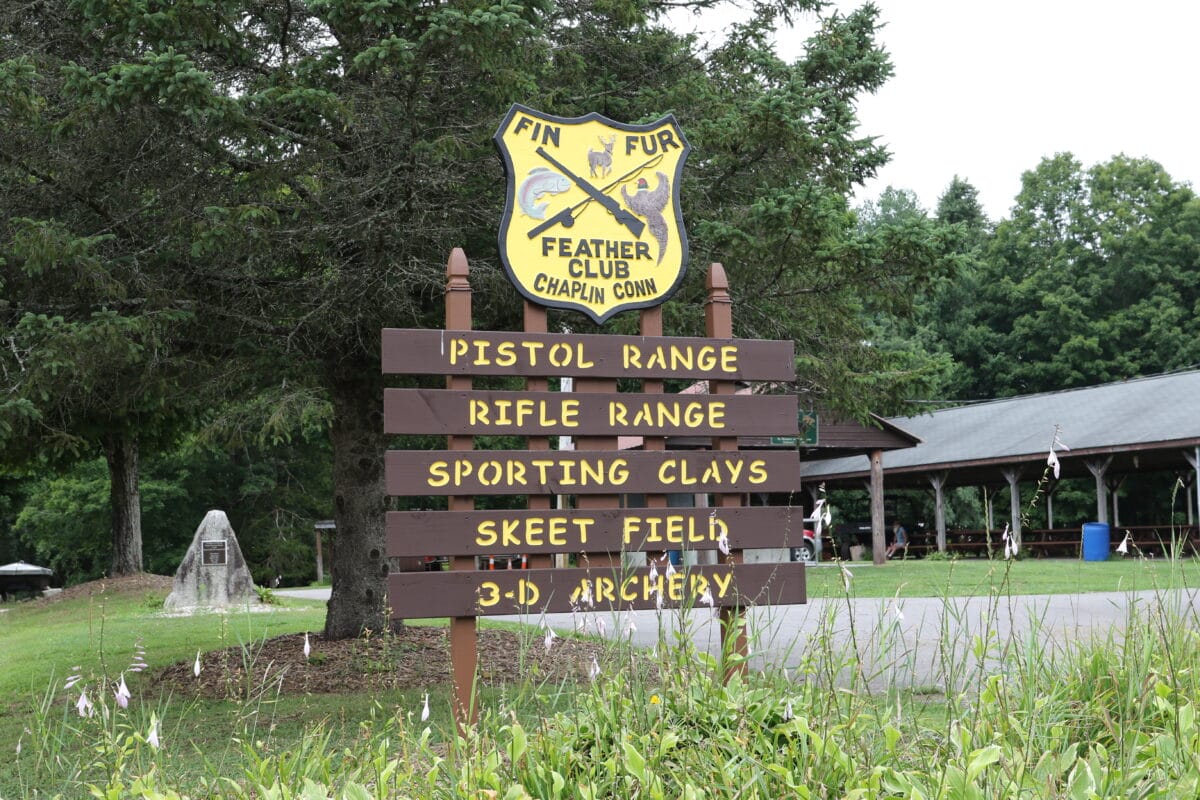 FIN FUR
FEATHER
CLUB
CHAPLIN CONN
PISTOL RANGE
RIFLE RANGE
SPORTING CLAYS
SKEET FIELD
3-D ARCHERY